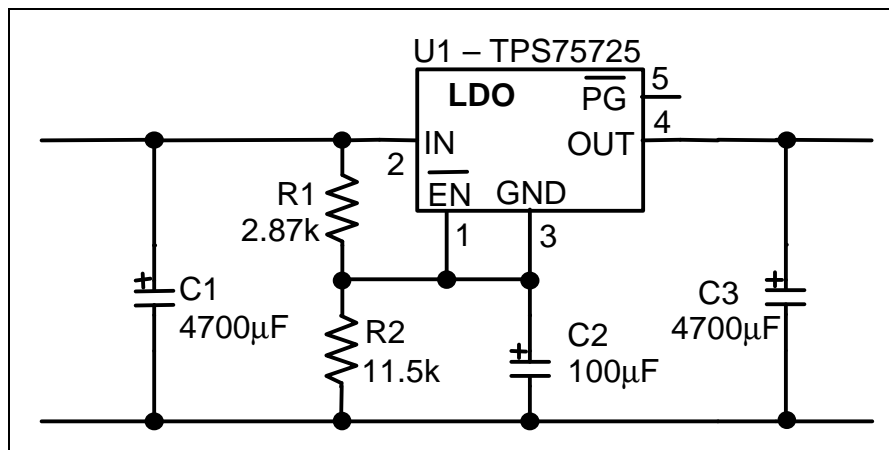 U1 – TPS75725
LDO
PG
5
4
IN
OUT
2
EN
GND
R1
2.87k
1
3
C1
4700µF
R2
11.5k
C2
100µF
C3
4700µF
+
+
+